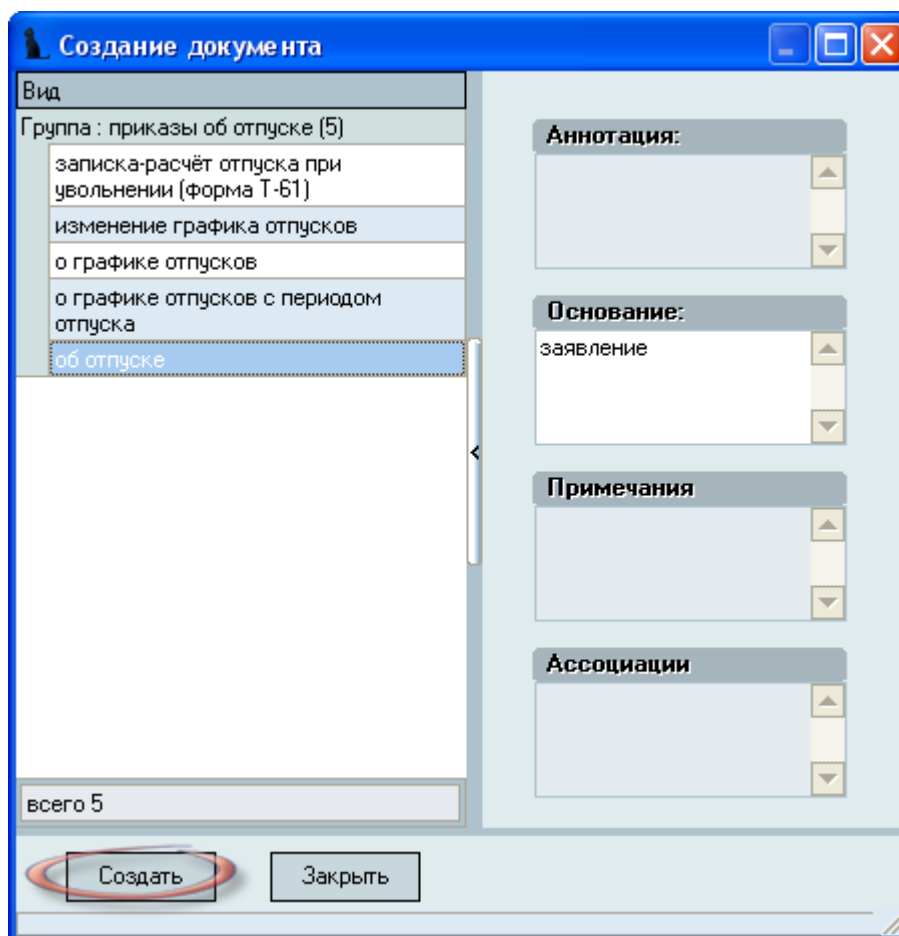 Создание документа
Вид
Группа : приказы об отпуске (5)
записка-расчёт отпуска при
увольнении (форма Т-61)
изменение графика отпусков
о графике отпусков
о графике отпусков с периодом
отпуска
об отпуске
всего 5
Аннотация:
Основание:
заявление
Примечания
Ассоциации
Создать
Закрыть